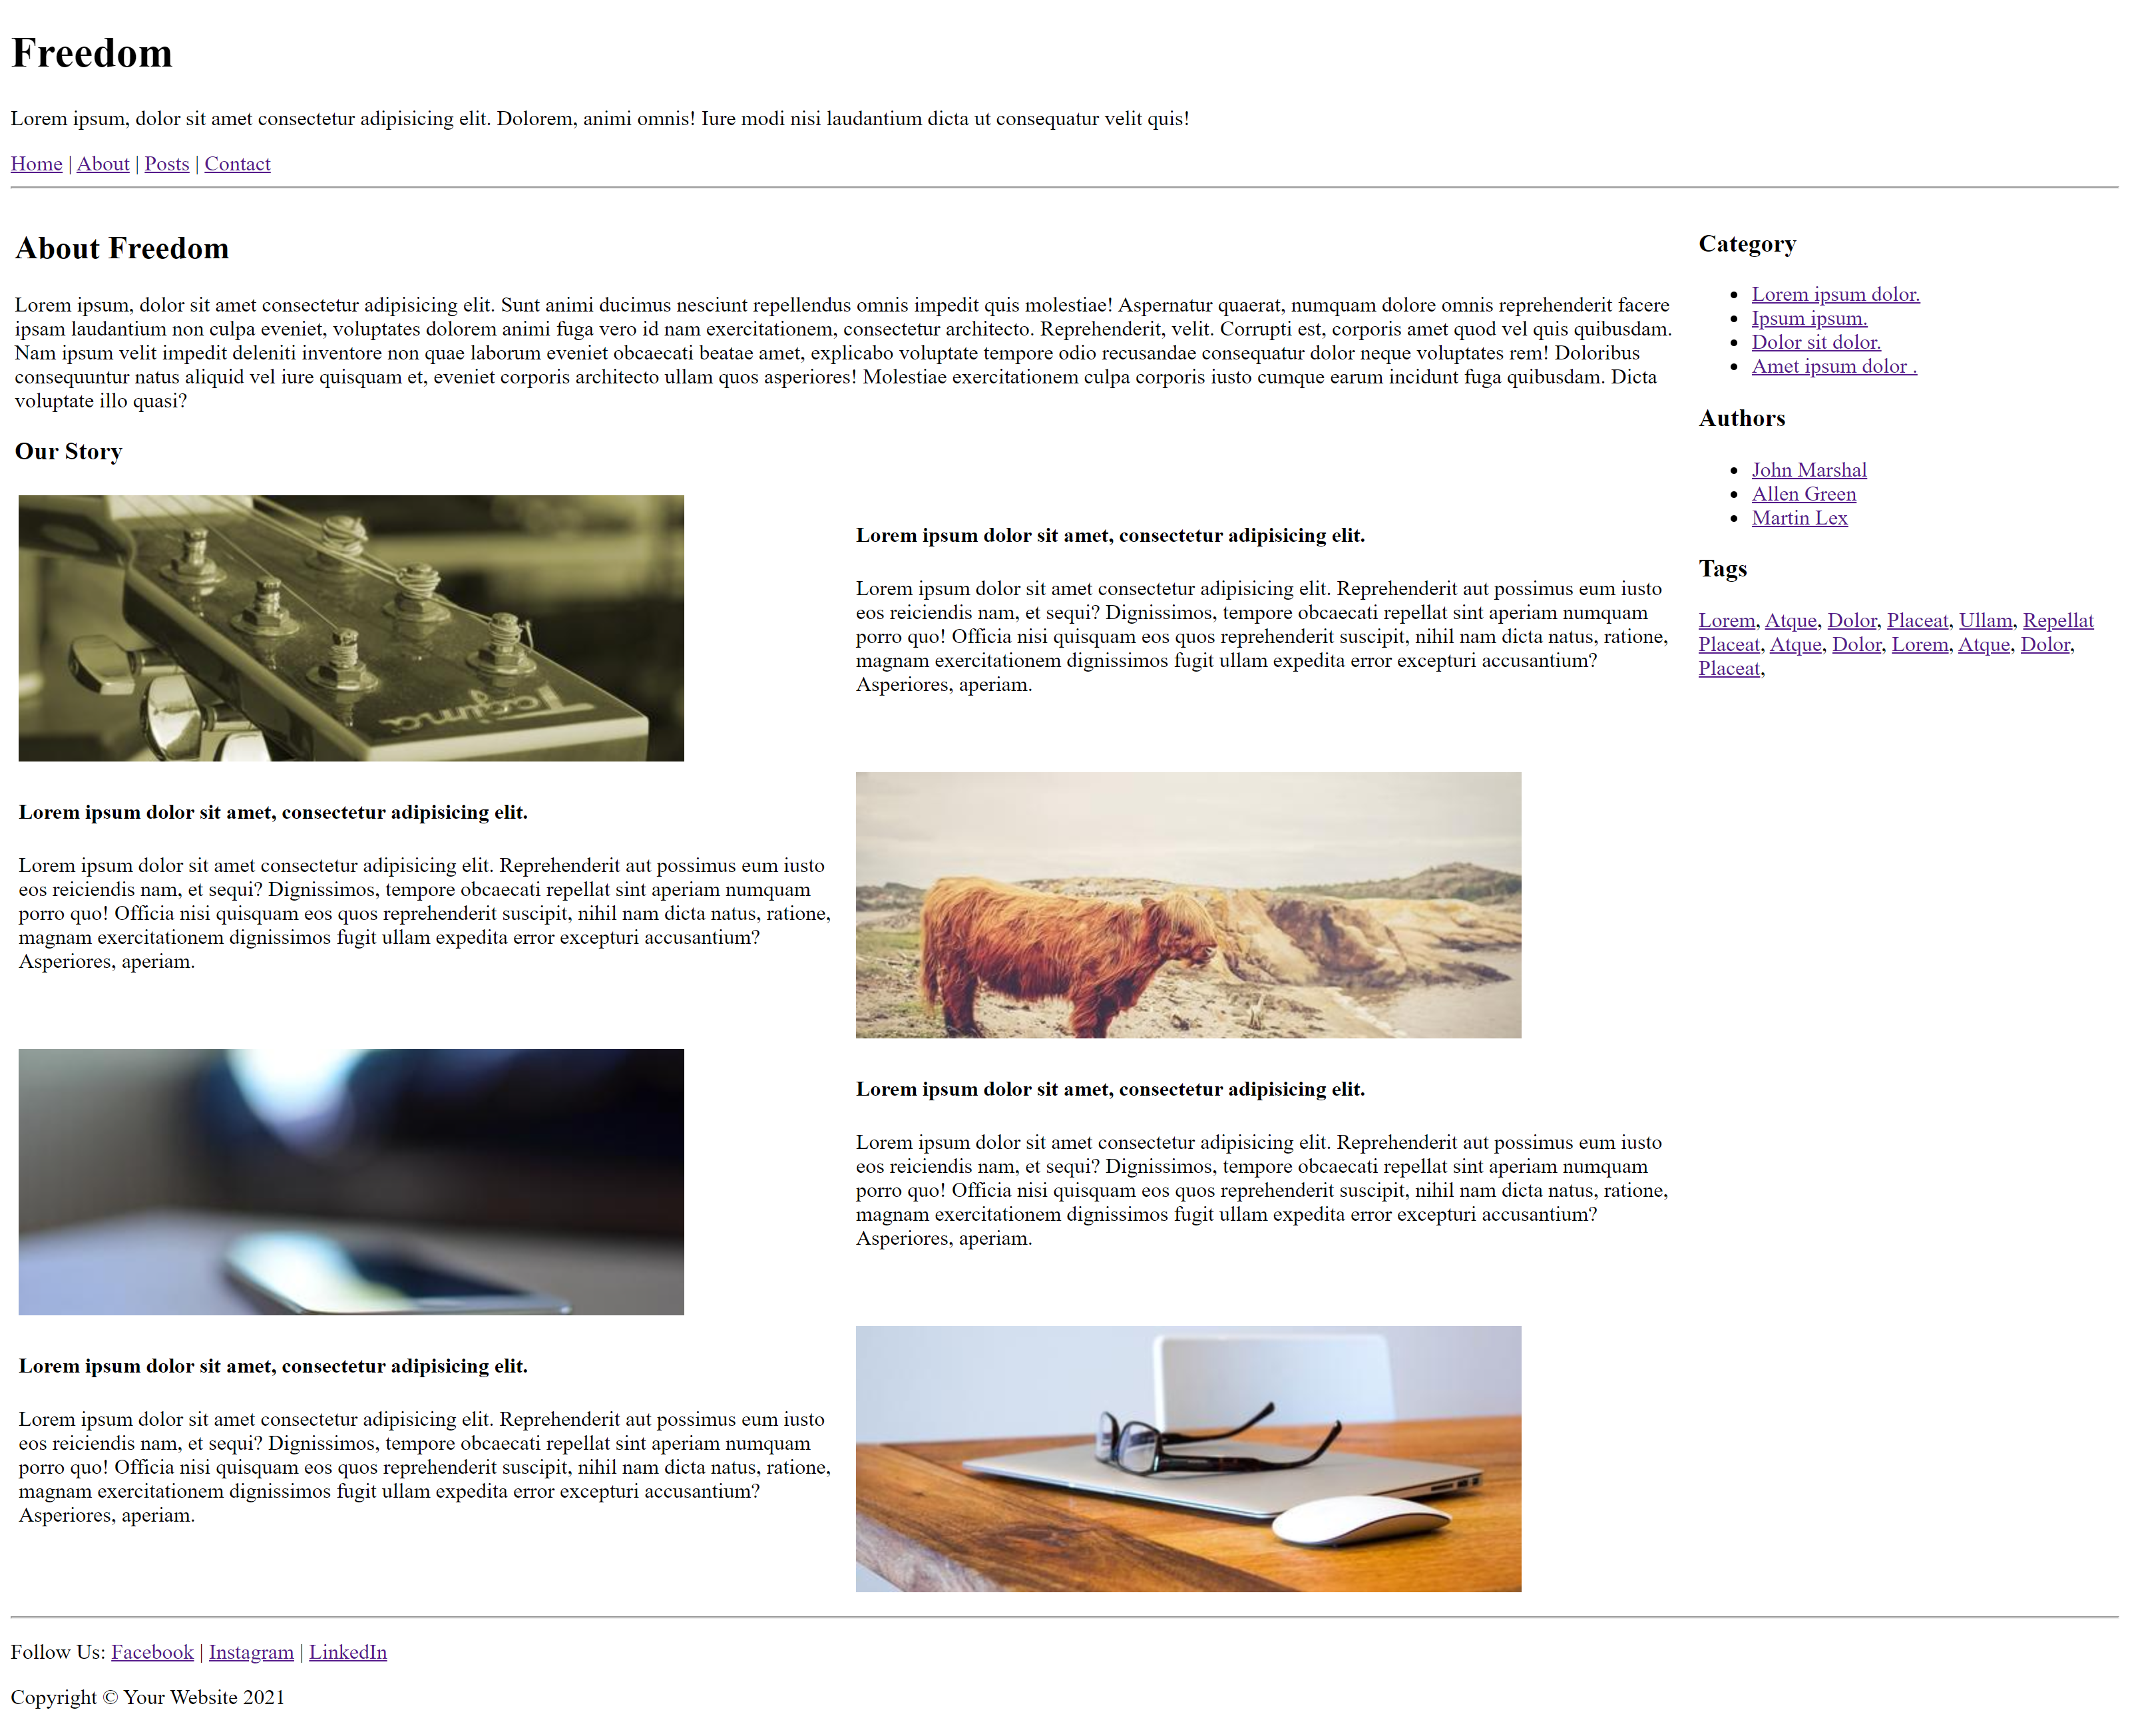 Freedom
Lorem ipsum, dolor sit amet consectetur adipisicing elit. Dolorem, animi omnis! Iure modi nisi laudantium dicta ut consequatur velit quis!
Home | About | Posts | Contact
About Freedom
Lorem ipsum, dolor sit amet consectetur adipisicing elit. Sunt animi ducimus nesciunt repellendus omnis impedit quis molestiae! Aspernatur quaerat, numquam dolore omnis reprehenderit facere
ipsam laudantium non culpa eveniet, voluptates dolorem animi fuga vero id nam exercitationem, consectetur architecto. Reprehenderit, velit. Corrupti est, corporis amet quod vel quis quibusdam.
Nam ipsum velit impedit deleniti inventore non quae laborum eveniet obcaecati beatae amet, explicabo voluptate tempore odio recusandae consequatur dolor neque voluptates rem! Doloribus
consequuntur natus aliquid vel iure quisquam et, eveniet corporis architecto ullam quos asperiores! Molestiae exercitationem culpa corporis iusto cumque earum incidunt fuga quibusdam. Dicta
voluptate illo quasi?
Our Story
Tagima
Lorem ipsum dolor sit amet, consectetur adipisicing elit.
Lorem ipsum dolor sit amet consectetur adipisicing elit. Reprehenderit aut possimus eum iusto
eos reiciendis nam, et sequi? Dignissimos, tempore obcaecati repellat sint aperiam numquam
porro quo! Officia nisi quisquam eos quos reprehenderit suscipit, nihil nam dicta natus, ratione,
magnam exercitationem dignissimos fugit ullam expedita error excepturi accusantium?
Asperiores, aperiam.
Lorem ipsum dolor sit amet, consectetur adipisicing elit.
Lorem ipsum dolor sit amet consectetur adipisicing elit. Reprehenderit aut possimus eum iusto
eos reiciendis nam, et sequi? Dignissimos, tempore obcaecati repellat sint aperiam numquam
porro quo! Officia nisi quisquam eos quos reprehenderit suscipit, nihil nam dicta natus, ratione,
magnam exercitationem dignissimos fugit ullam expedita error excepturi accusantium?
Asperiores, aperiam.
Lorem ipsum dolor sit amet, consectetur adipisicing elit.
Lorem ipsum dolor sit amet consectetur adipisicing elit. Reprehenderit aut possimus eum iusto
eos reiciendis nam, et sequi? Dignissimos, tempore obcaecati repellat sint aperiam numquam
porro quo! Officia nisi quisquam eos quos reprehenderit suscipit, nihil nam dicta natus, ratione,
magnam exercitationem dignissimos fugit ullam expedita error excepturi accusantium?
Asperiores, aperiam.
Lorem ipsum dolor sit amet, consectetur adipisicing elit.
Lorem ipsum dolor sit amet consectetur adipisicing elit. Reprehenderit aut possimus eum iusto
eos reiciendis nam, et sequi? Dignissimos, tempore obcaecati repellat sint aperiam numquam
porro quo! Officia nisi quisquam eos quos reprehenderit suscipit, nihil nam dicta natus, ratione,
magnam exercitationem dignissimos fugit ullam expedita error excepturi accusantium?
Asperiores, aperiam.
Category
Lorem ipsum dolor.
Ipsum ipsum.
Dolor sit dolor.
Amet ipsum dolor .
Authors
John Marshal
Allen Green
Martin Lex
Tags
Lorem, Atque, Dolor, Placeat, Ullam, Repellat
Placeat, Atque, Dolor, Lorem, Atque, Dolor,
Placeat,
Follow Us: Facebook | Instagram | LinkedIn
Copyright © Your Website 2021